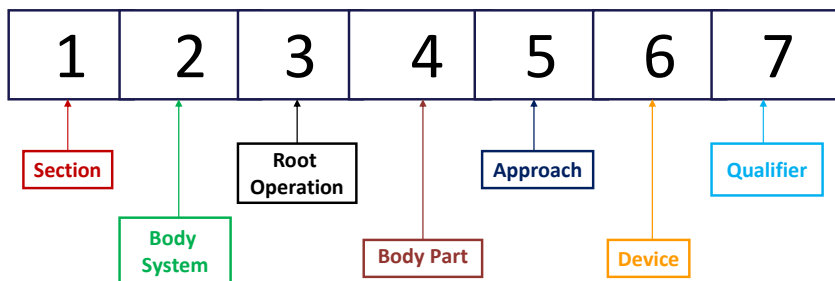 1 2 3 4 5 6 7
Section
Root
Operation
Approach
Qualifier
Body
System
Body Part
Device